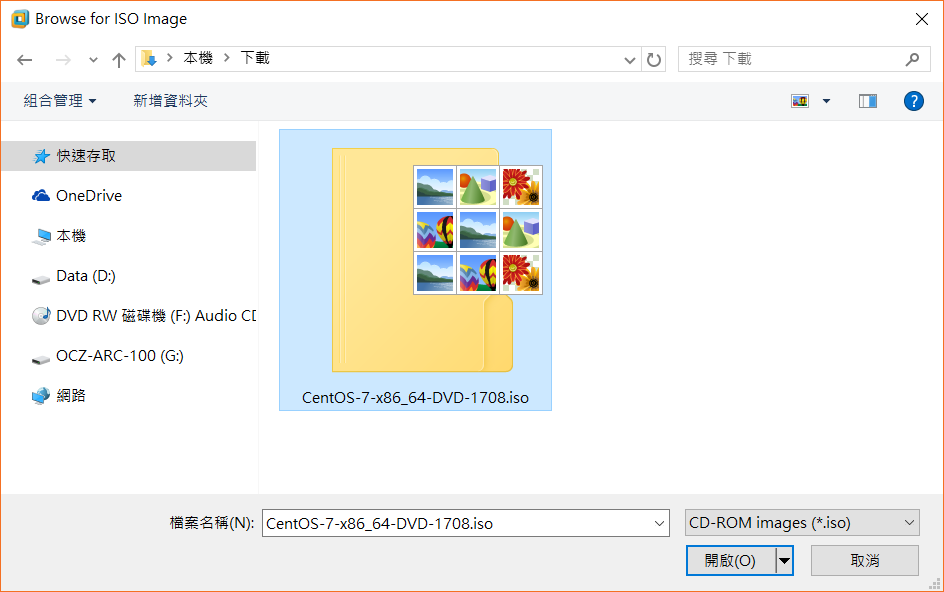 Browse for ISO Image
本機 > 下載
搜尋 下載
組合管理
新增資料夾
?
快速存取
OneDrive
本機
Data (D:)
DVD RW 磁碟機 (F:) Audio CD
OCZ-ARC-100 (G:)
網路
CentOS-7-x86_64-DVD-1708.iso
檔案名稱(N):
CentOS-7-x86_64-DVD-1708.iso
CD-ROM images (*.iso)
開啟(O)
取消